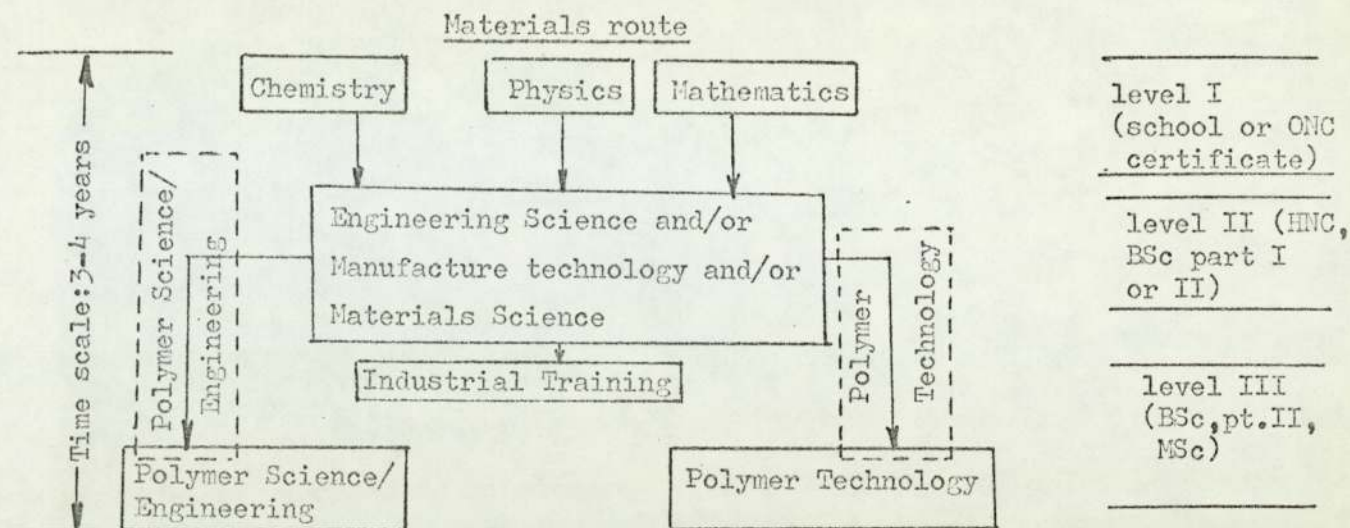 Materials route
Chemistry
Physics
Mathematics
level I
(school or ONC
certificate)
Time scale:3-4 years
Polymer Science/
Engineering
Engineering Science and/or
Manufacture technology and/or
Materials Science
Polymer
Technology
level II (HNC,
BSc part I
or II)
Industrial Training
level III
(BSc,pt.II,
MSc)
Polymer Science/
Engineering
Polymer Technology